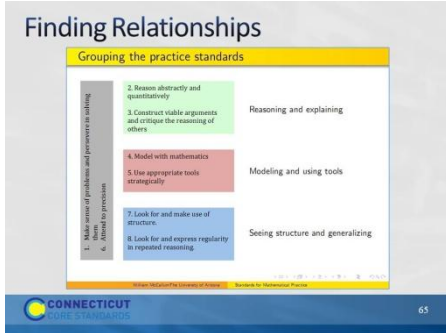 Finding Relationships
Grouping the practice standards
1. Make sense of problems and persevere in solving
them
6. Attend to precision
2. Reason abstractly and
quantitatively
3. Construct viable arguments
and critique the reasoning of
others
Reasoning and explaining
4. Model with mathematics
5. Use appropriate tools
strategically
Modeling and using tools
7. Look for and make use of
structure.
8. Look for and express regularity
in repeated reasoning.
Seeing structure and generalizing
William McCallum The University of Arizona
Standards for Mathematical Practice
CONNECTICUT
CORE STANDARDS
65